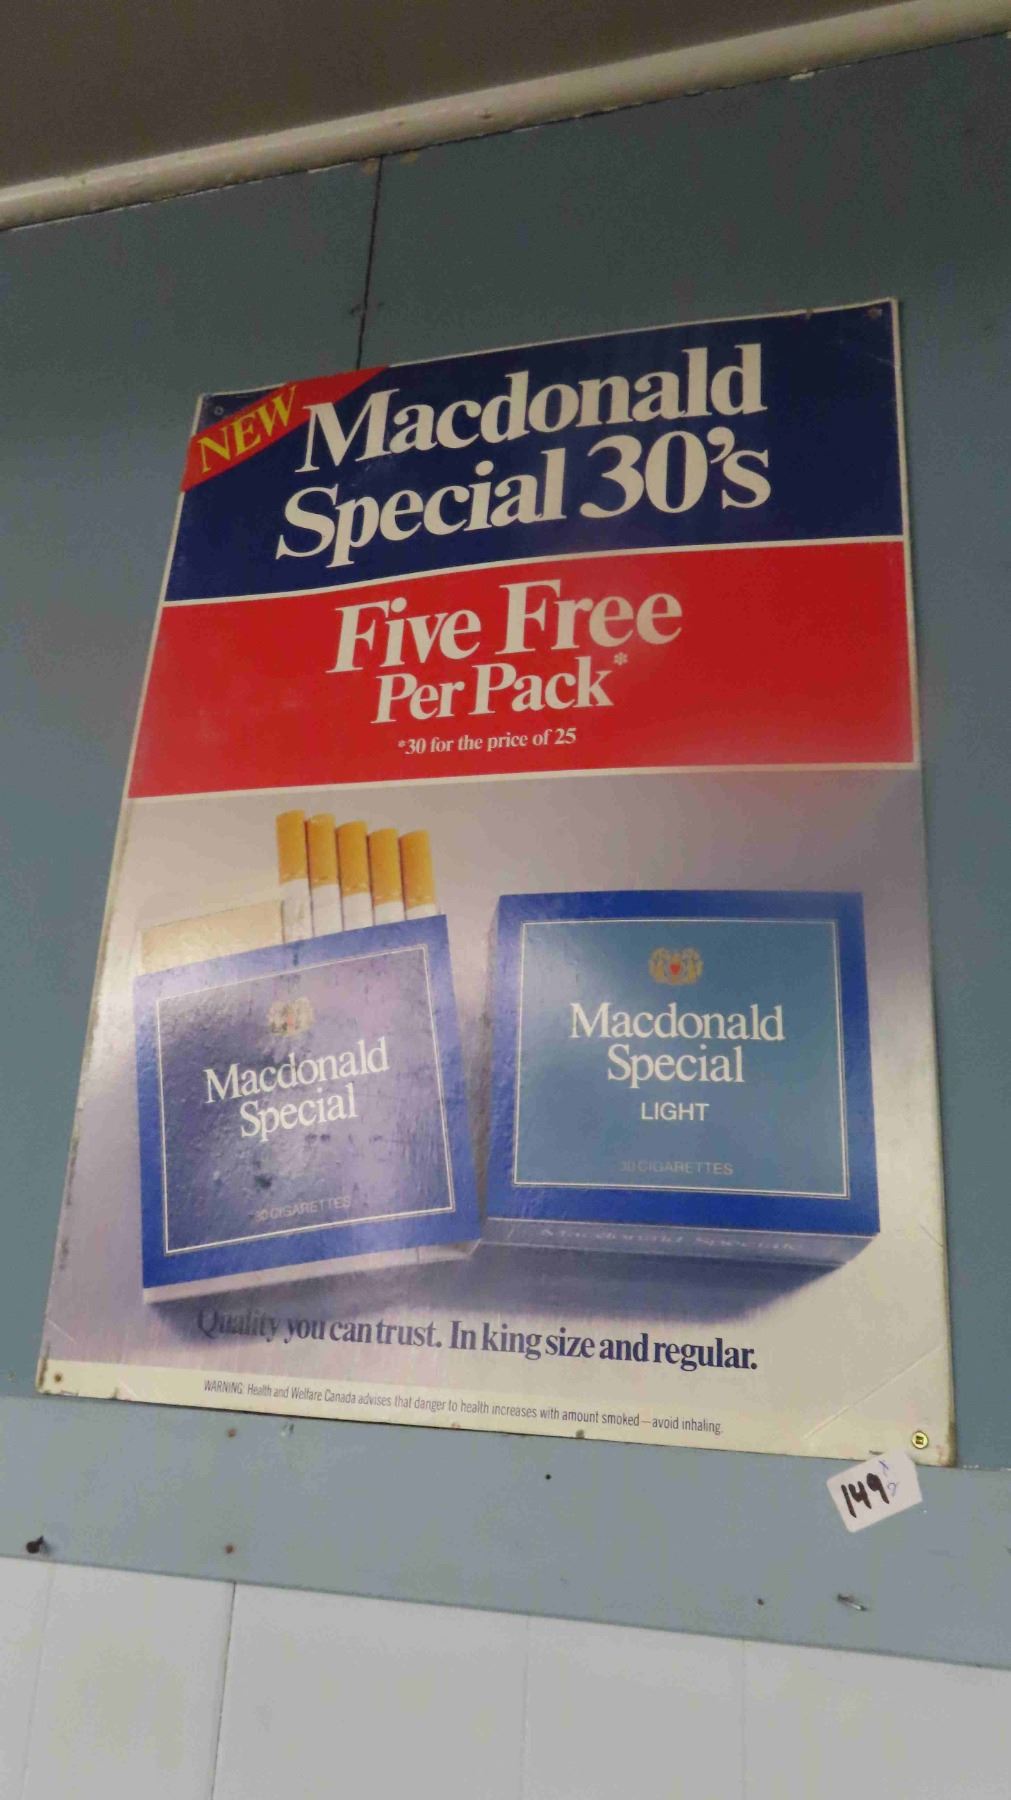 NEW
Macdonald
Special 30's
Five Free
Per Pack*
*30 for the price of 25
Macdonald
Special
30 CIGARETTES
Macdonald
Special
LIGHT
30 CIGARETTES
Macdonald Special
Quality you can trust. In king size and regular.
WARNING: Health and Welfare Canada advises that danger to health increases with amount smoked—avoid inhaling.
149